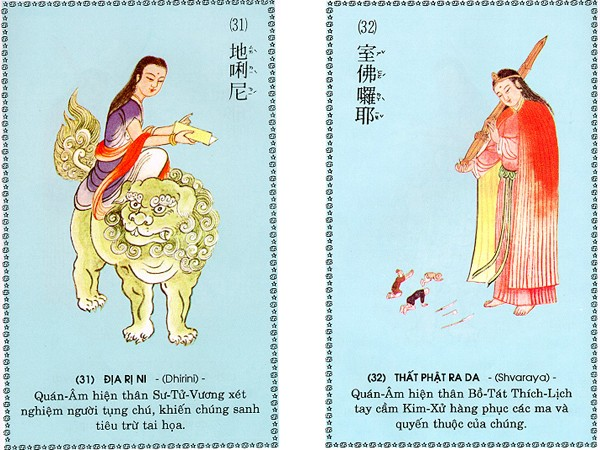 (31)
地唎尼
(31) ĐỊA RỊ NI - (Dhirini) -
Quán-Âm hiện thân Sư-Tử-Vương xét
nghiệm người tụng chú, khiến chúng sanh
tiêu trừ tai họa.
(32)
室佛囉耶
(32) THẤT PHẬT RA DA - (Shvaraya) -
Quán-Âm hiện thân Bồ-Tát Thích-Lịch
tay cầm Kim-Xử hàng phục các ma và
quyến thuộc của chúng.